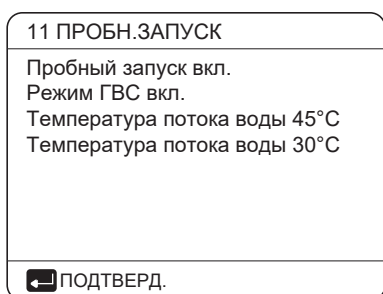 11 ПРОБН.ЗАПУСК
Пробный запуск вкл.
Режим ГВС вкл.
Температура потока воды 45°C
Температура потока воды 30°C
ПОДТВЕРД.